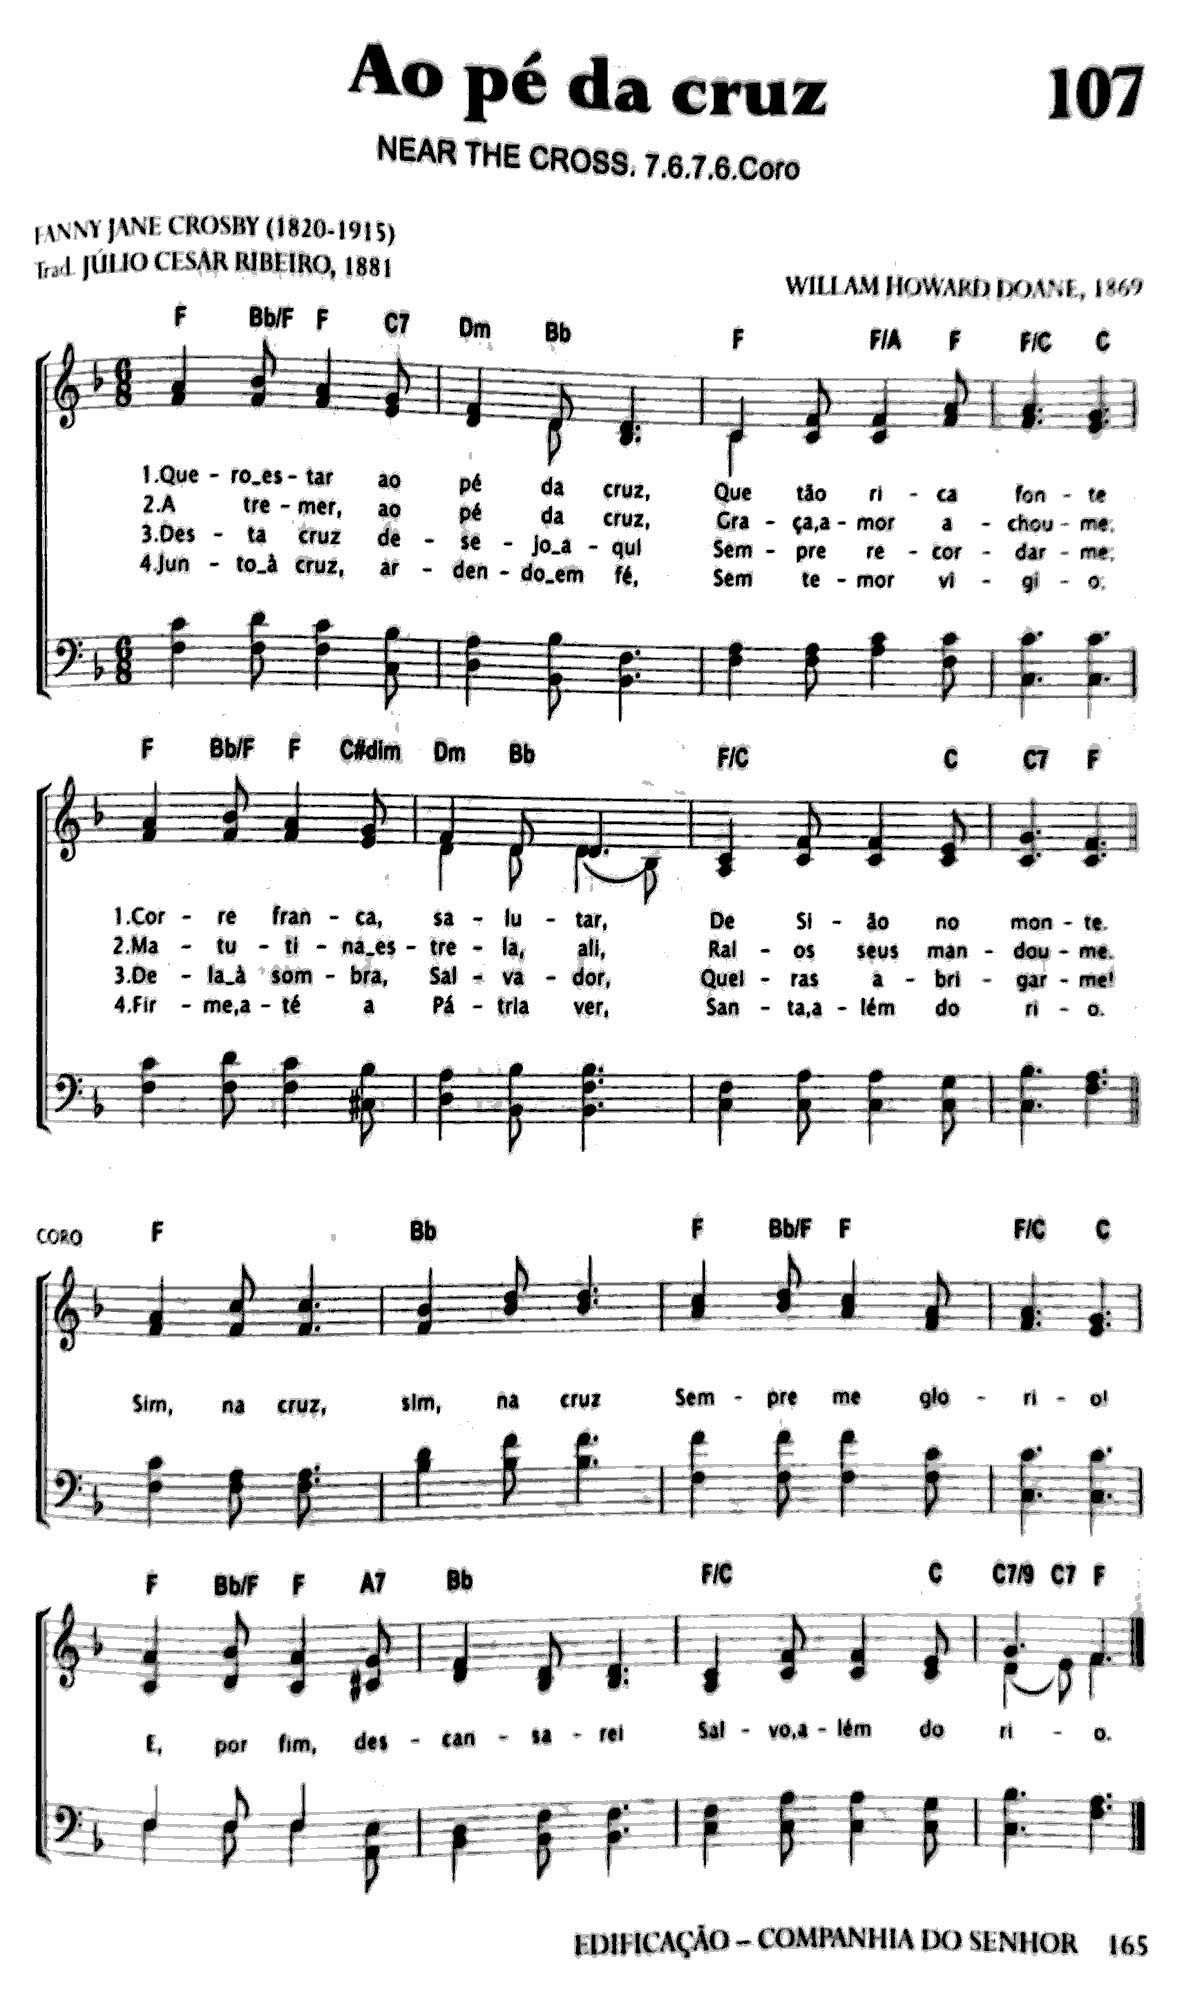 Ao pé da cruz 107
NEAR THE CROSS. 7.6.7.6.Coro
FANNY JANE CROSBY (1820-1915)
Trad. JÚLIO CESAR RIBEIRO, 1881
WILLAM HOWARD DOANE, 1869
F Bb/F F C7 Dm Bb F F/A F F/C C
1.Que - ro_es - tar ao pé da cruz, Que tão ri - ca fon - te
2.A tre - mer, ao pé da cruz, Gra - ça,a - mor a - chou - me;
3.Des - ta cruz de - se - jo_a - qui Sem - pre re - cor - dar - me;
4.Jun - to_à cruz, ar - den - do_em fé, Sem te - mor vi - gi - o;
F Bb/F F C#dim Dm Bb F/C C C7 F
1.Cor - re fran - ca, sa - lu - tar, De Si - ão no mon - te.
2.Ma - tu - ti - na_es - tre - la, ali, Rai - os seus man - dou - me.
3.De - la_à som - bra, Sal - va - dor, Quei - ras a - bri - gar - me!
4.Fir - me,a - té a Pá - tria ver, San - ta,a - lém do ri - o.
CORO F Bb F Bb/F F F/C C
Sim, na cruz, sim, na cruz Sem - pre me glo - ri - o!
F Bb/F F A7 Bb F/C C C7/9 C7 F
E, por fim, des - can - sa - rei Sal - vo,a - lém do ri - o.
EDIFICAÇÃO – COMPANHIA DO SENHOR 165